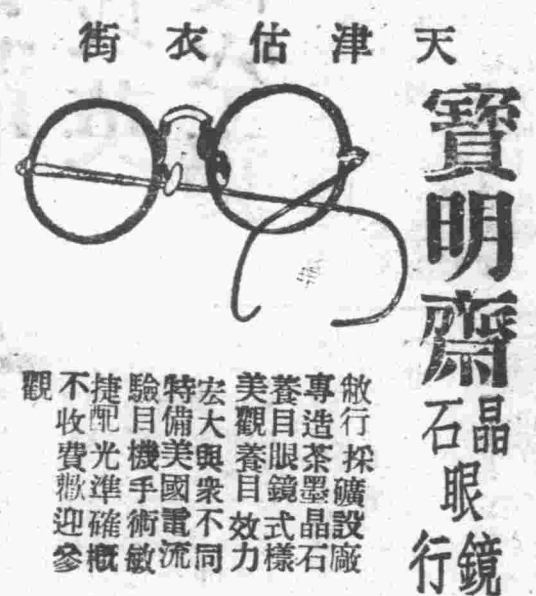 天津估衣街
寶明齋
晶石眼鏡行
敝行採礦設廠
專造茶墨晶石
養目眼鏡式樣
美觀養目效力
宏大與衆不同
特備美國電流
驗目機手術敏
捷配光準確概
不收費歡迎參
觀